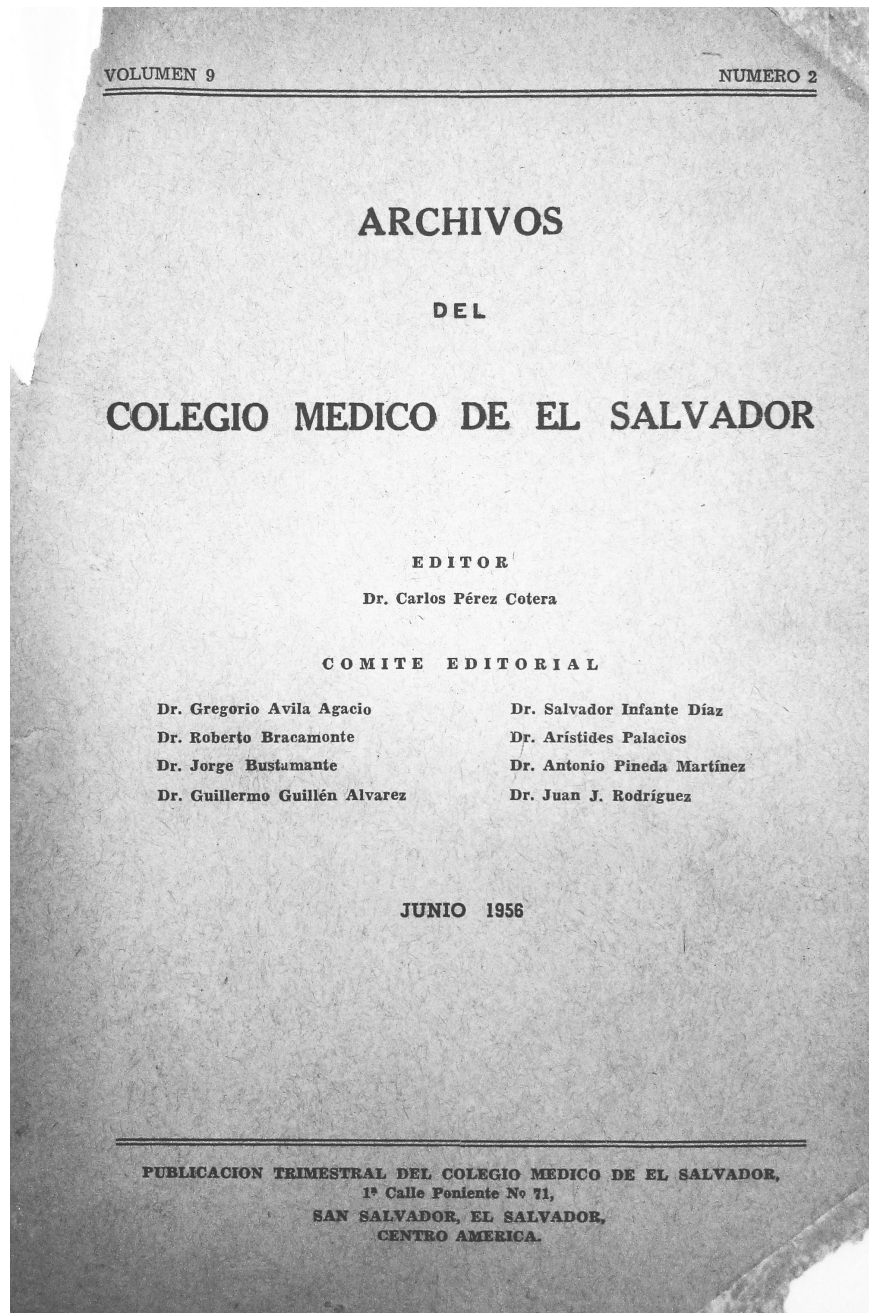 VOLUMEN 9 NUMERO 2
ARCHIVOS
DEL
COLEGIO MEDICO DE EL SALVADOR
EDITOR
Dr. Carlos Pérez Cotera
COMITE EDITORIAL
Dr. Gregorio Avila Agacio Dr. Salvador Infante Díaz
Dr. Roberto Bracamonte Dr. Arístides Palacios
Dr. Jorge Bustamante Dr. Antonio Pineda Martínez
Dr. Guillermo Guillén Alvarez Dr. Juan J. Rodríguez
JUNIO 1956
PUBLICACION TRIMESTRAL DEL COLEGIO MEDICO DE EL SALVADOR,
1ª Calle Poniente Nº 71,
SAN SALVADOR, EL SALVADOR,
CENTRO AMERICA.